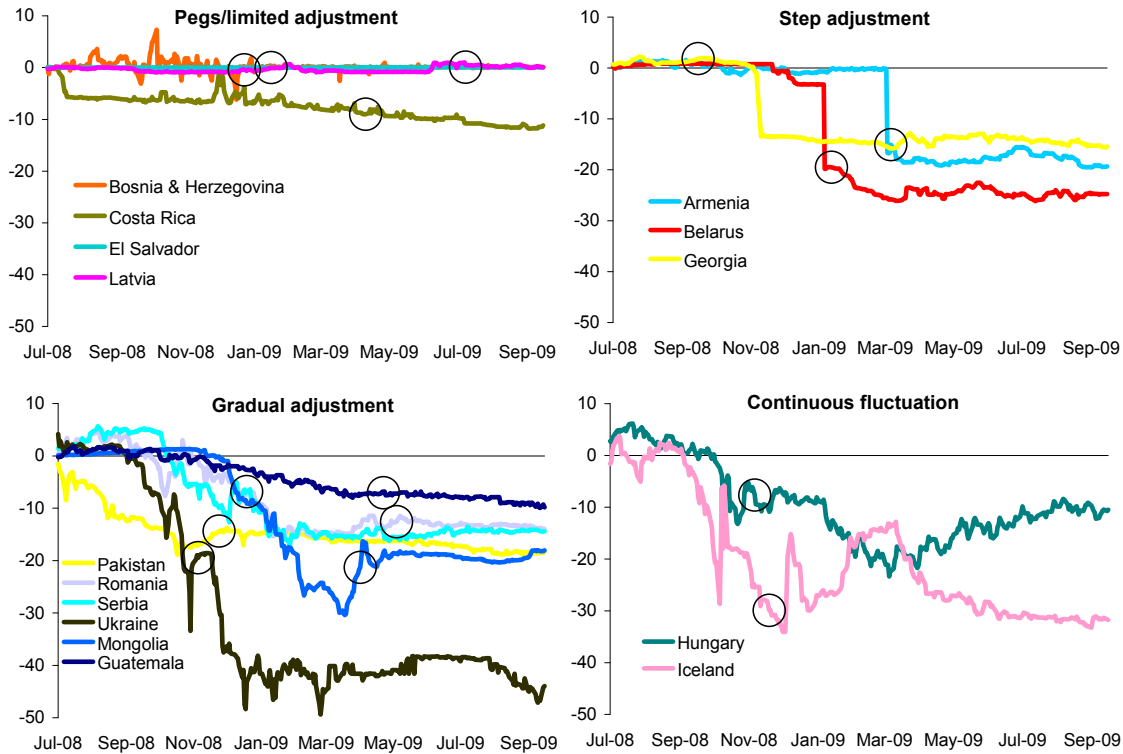 Pegs/limited adjustment
10
0
-10
-20
-30
-40
-50
Bosnia & Herzegovina
Costa Rica
El Salvador
Latvia
Jul-08 Sep-08 Nov-08 Jan-09 Mar-09 May-09 Jul-09 Sep-09
Step adjustment
10
0
-10
-20
-30
-40
-50
Armenia
Belarus
Georgia
Jul-08 Sep-08 Nov-08 Jan-09 Mar-09 May-09 Jul-09 Sep-09
Gradual adjustment
10
0
-10
-20
-30
-40
-50
Pakistan
Romania
Serbia
Ukraine
Mongolia
Guatemala
Jul-08 Sep-08 Nov-08 Jan-09 Mar-09 May-09 Jul-09 Sep-09
Continuous fluctuation
10
0
-10
-20
-30
-40
-50
Hungary
Iceland
Jul-08 Sep-08 Nov-08 Jan-09 Mar-09 May-09 Jul-09 Sep-09